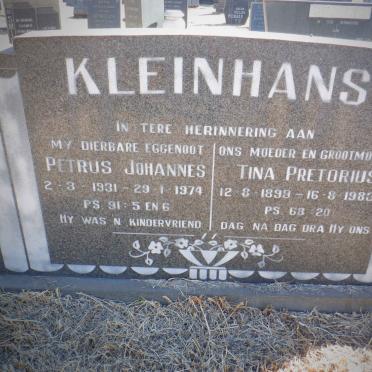 KLEINHANS
IN TERE HERINNERING AAN
MY DIERBARE EGGENOOT
PETRUS JOHANNES
2-3-1931-29-1-1974
PS 91-5 EN 6
HY WAS 'N KINDERVRIEND
ONS MOEDER EN GROOTMO
TINA PRETORIUS
12-8-1899-16-8-198
PS 68-20
DAG NA DAG DRA HY ONS